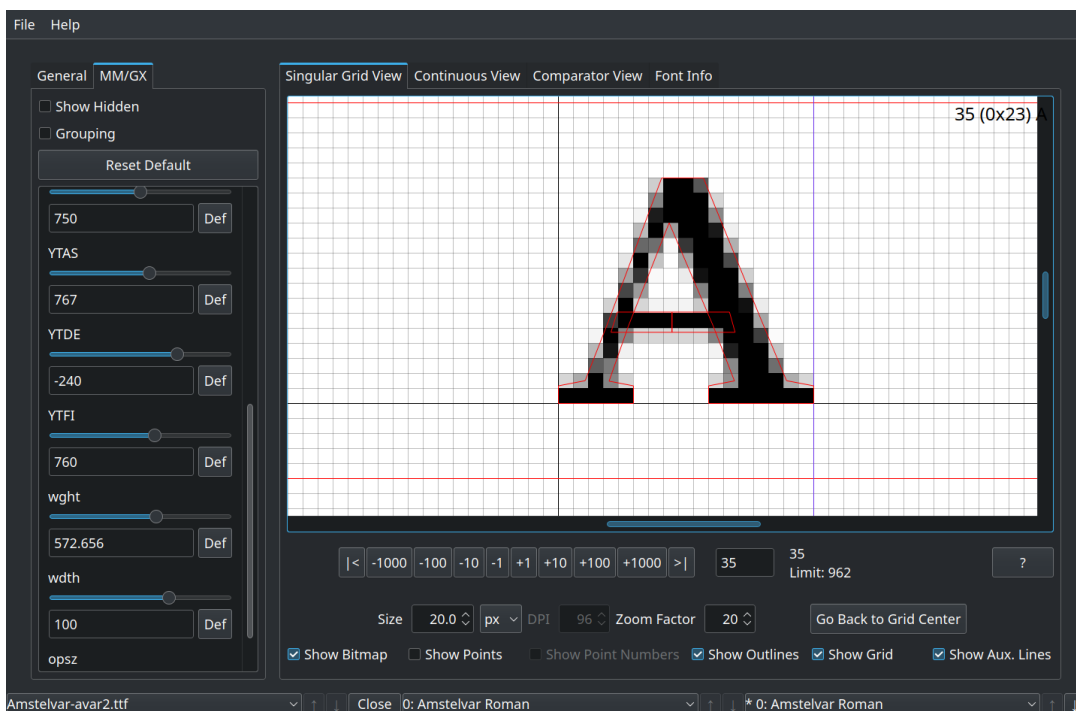 File Help
General MM/GX
Show Hidden
Grouping
Reset Default
750 Def
YTAS
767 Def
YTDE
-240 Def
YTFI
760 Def
wght
572.656 Def
wdth
100 Def
opsz
Singular Grid View Continuous View Comparator View Font Info
35 (0x23) A
A
|< -1000 -100 -10 -1 +1 +10 +100 +1000 >| 35
35
Limit: 962
?
Size 20.0 px DPI 96 Zoom Factor 20 Go Back to Grid Center
Show Bitmap Show Points Show Point Numbers Show Outlines Show Grid Show Aux. Lines
Amstelvar-avar2.ttf ↑ ↓ Close 0: Amstelvar Roman ↑ ↓ * 0: Amstelvar Roman ↑ ↓